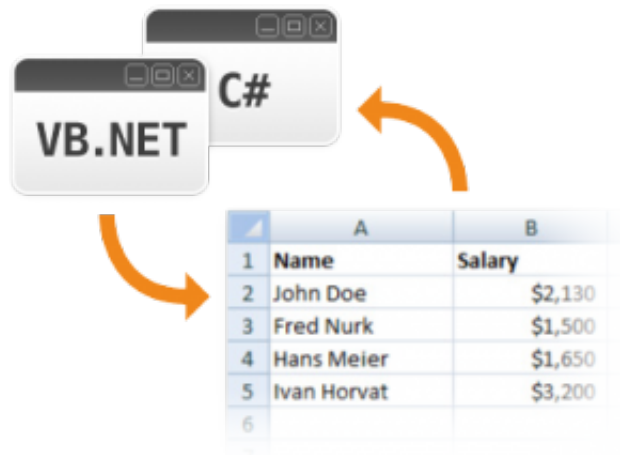 C#
VB.NET
A B
1 Name Salary
2 John Doe $2,130
3 Fred Nurk $1,500
4 Hans Meier $1,650
5 Ivan Horvat $3,200
6